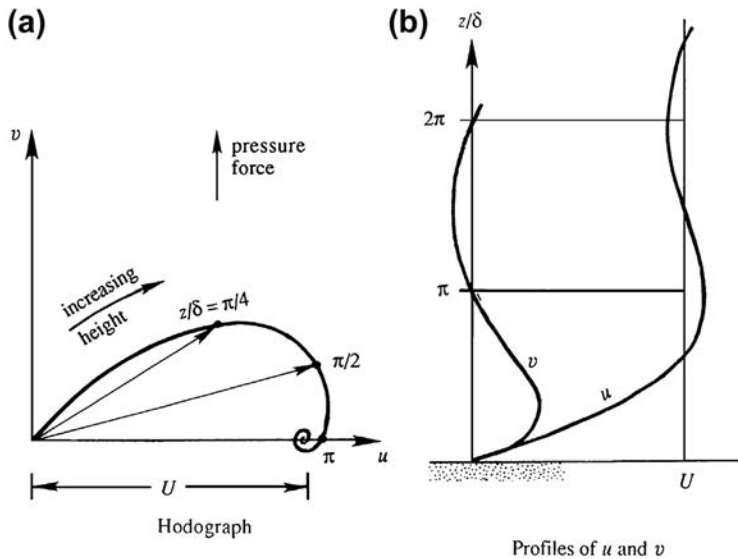 (a)
v
pressure
force
increasing
height
z/δ = π/4
π/2
π
u
U
Hodograph
(b)
z/δ
2π
π
v
u
U
Profiles of u and v